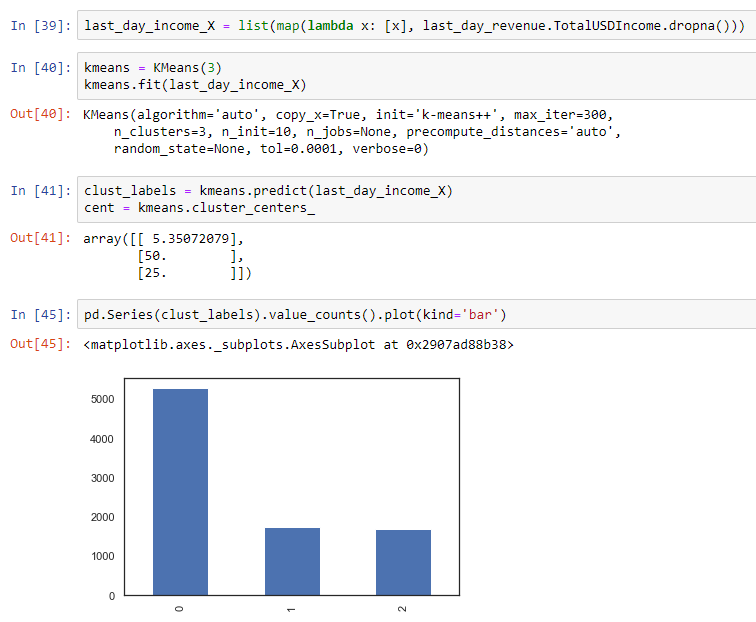 In [39]: last_day_income_X = list(map(lambda x: [x], last_day_revenue.TotalUSDIncome.dropna()))
In [40]: kmeans = KMeans(3)
kmeans.fit(last_day_income_X)
Out[40]: KMeans(algorithm='auto', copy_x=True, init='k-means++', max_iter=300,
n_clusters=3, n_init=10, n_jobs=None, precompute_distances='auto',
random_state=None, tol=0.0001, verbose=0)
In [41]: clust_labels = kmeans.predict(last_day_income_X)
cent = kmeans.cluster_centers_
Out[41]: array([[ 5.35072079],
[50.        ],
[25.        ]])
In [45]: pd.Series(clust_labels).value_counts().plot(kind='bar')
Out[45]: <matplotlib.axes._subplots.AxesSubplot at 0x2907ad88b38>
5000
4000
3000
2000
1000
0
0 1 2